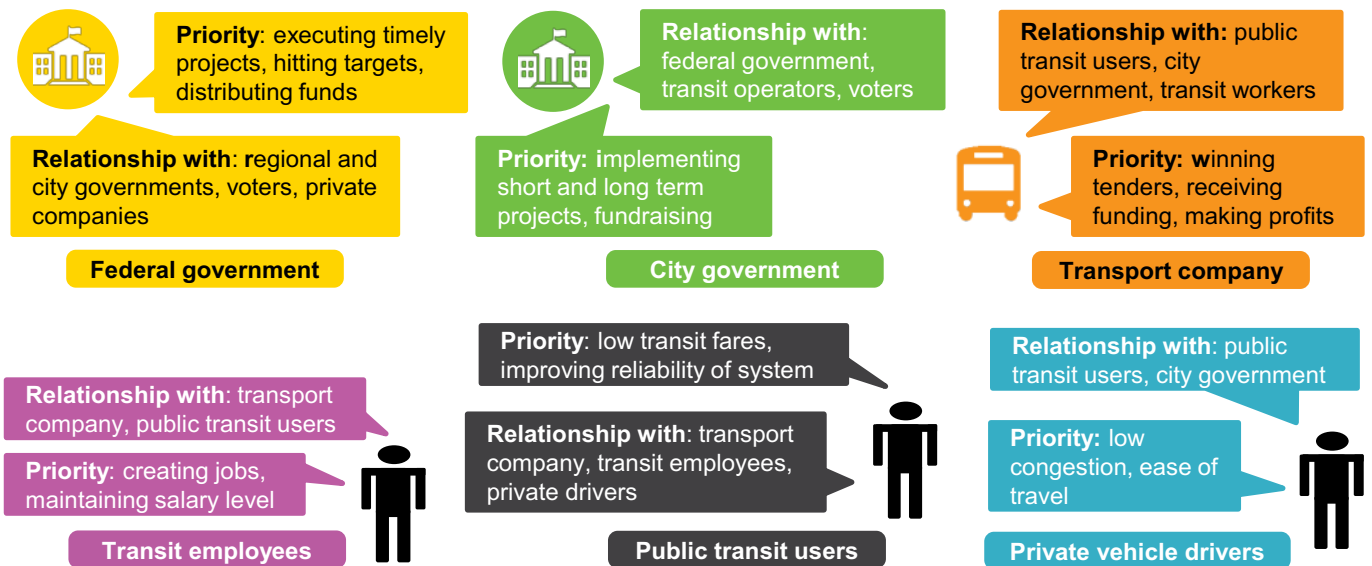 Priority: executing timely
projects, hitting targets,
distributing funds
Relationship with: regional and
city governments, voters, private
companies
Federal government
Relationship with:
federal government,
transit operators, voters
Priority: implementing
short and long term
projects, fundraising
City government
Relationship with: public
transit users, city
government, transit workers
Priority: winning
tenders, receiving
funding, making profits
Transport company
Relationship with: transport
company, public transit users
Priority: creating jobs,
maintaining salary level
Transit employees
Priority: low transit fares,
improving reliability of system
Relationship with: transport
company, transit employees,
private drivers
Public transit users
Relationship with: public
transit users, city government
Priority: low
congestion, ease of
travel
Private vehicle drivers